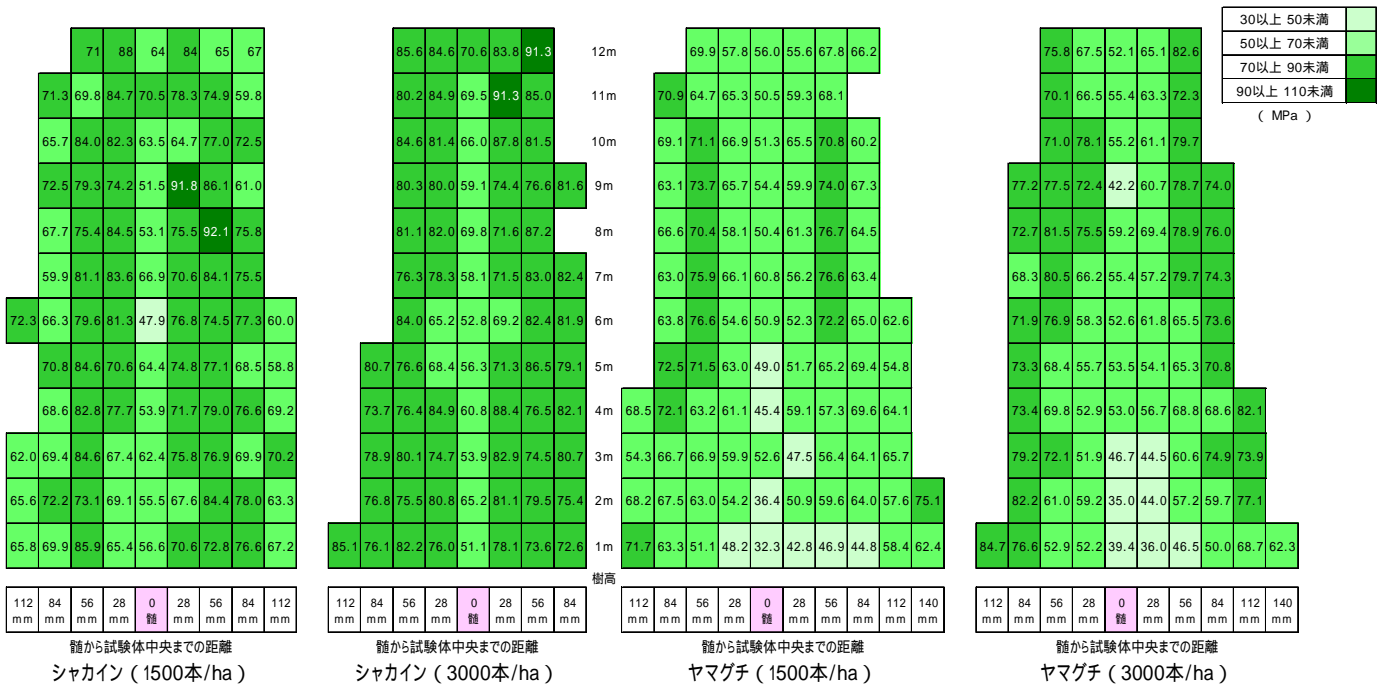 30以上 50未満
50以上 70未満
70以上 90未満
90以上 110未満
( MPa )
71 88 64 84 65 67 85.6 84.6 70.6 83.8 91.3 12m 69.9 57.8 56.0 55.6 67.8 66.2 75.8 67.5 52.1 65.1 82.6
71.3 69.8 84.7 70.5 78.3 74.9 59.8 80.2 84.9 69.5 91.3 85.0 11m 70.9 64.7 65.3 50.5 59.3 68.1 70.1 66.5 55.4 63.3 72.3
65.7 84.0 82.3 63.5 64.7 77.0 72.5 84.6 81.4 66.0 87.8 81.5 10m 69.1 71.1 66.9 51.3 65.5 70.8 60.2 71.0 78.1 55.2 61.1 79.7
72.5 79.3 74.2 51.5 91.8 86.1 61.0 80.3 80.0 59.1 74.4 76.6 81.6 9m 63.1 73.7 65.7 54.4 59.9 74.0 67.3 77.2 77.5 72.4 42.2 60.7 78.7 74.0
67.7 75.4 84.5 53.1 75.5 92.1 75.8 81.1 82.0 69.8 71.6 87.2 8m 66.6 70.4 58.1 50.4 61.3 76.7 64.5 72.7 81.5 75.5 59.2 69.4 78.9 76.0
59.9 81.1 83.6 66.9 70.6 84.1 75.5 76.3 78.3 58.1 71.5 83.0 82.4 7m 63.0 75.9 66.1 60.8 56.2 76.6 63.4 68.3 80.5 66.2 55.4 57.2 79.7 74.3
72.3 66.3 79.6 81.3 47.9 76.8 74.5 77.3 60.0 84.0 65.2 52.8 69.2 82.4 81.9 6m 63.8 76.6 54.6 50.9 52.3 72.2 65.0 62.6 71.9 76.9 58.3 52.6 61.8 65.5 73.6
70.8 84.6 70.6 64.4 74.8 77.1 68.5 58.8 80.7 76.6 68.4 56.3 71.3 86.5 79.1 5m 72.5 71.5 63.0 49.0 51.7 65.2 69.4 54.8 73.3 68.4 55.7 53.5 54.1 65.3 70.8
68.6 82.8 77.7 53.9 71.7 79.0 76.6 69.2 73.7 76.4 84.9 60.8 88.4 76.5 82.1 4m 68.5 72.1 63.2 61.1 45.4 59.1 57.3 69.6 64.1 73.4 69.8 52.9 53.0 56.7 68.8 68.6 82.1
62.0 69.4 84.6 67.4 62.4 75.8 76.9 69.9 70.2 78.9 80.1 74.7 53.9 82.9 74.5 80.7 3m 54.3 66.7 66.9 59.9 52.6 47.5 56.4 64.1 65.7 79.2 72.1 51.9 46.7 44.5 60.6 74.9 73.9
65.6 72.2 73.1 69.1 55.5 67.6 84.4 78.0 63.3 76.8 75.5 80.8 65.2 81.1 79.5 75.4 2m 68.2 67.5 63.0 54.2 36.4 50.9 59.6 64.0 57.6 75.1 82.2 61.0 59.2 35.0 44.0 57.2 59.7 77.1
65.8 69.9 85.9 65.4 56.6 70.6 72.8 76.6 67.2 85.1 76.1 82.2 76.0 51.1 78.1 73.6 72.6 1m 71.7 63.3 51.1 48.2 32.3 42.8 46.9 44.8 58.4 62.4 84.7 76.6 52.9 52.2 39.4 36.0 46.5 50.0 68.7 62.3
樹高
112 84 56 28 0 28 56 84 112 112 84 56 28 0 28 56 84 112 84 56 28 0 28 56 84 112 140 112 84 56 28 0 28 56 84 112 140
mm mm mm mm 髄 mm mm mm mm mm mm mm mm 髄 mm mm mm mm mm mm mm 髄 mm mm mm mm mm mm mm mm mm 髄 mm mm mm mm mm
髄から試験体中央までの距離 髄から試験体中央までの距離 髄から試験体中央までの距離 髄から試験体中央までの距離
シャカイン（1500本/ha） シャカイン（3000本/ha） ヤマグチ（1500本/ha） ヤマグチ（3000本/ha）